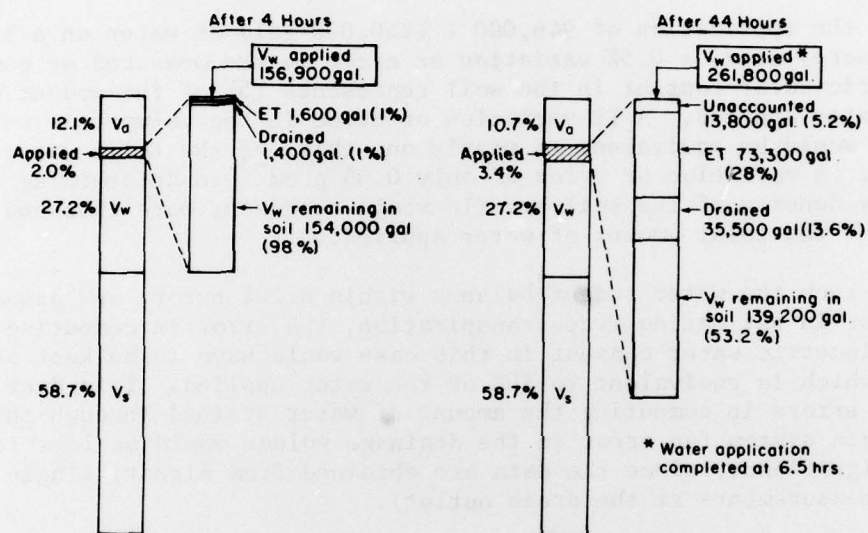 After 4 Hours
Vw applied
156,900 gal.
12.1% Va
Applied
2.0%
27.2% Vw
58.7% Vs
ET 1,600 gal (1%)
Drained
1,400 gal. (1%)
Vw remaining in
soil 154,000 gal
(98 %)
After 44 Hours
Vw applied*
261,800 gal.
10.7% Va
Applied
3.4%
27.2% Vw
58.7% Vs
Unaccounted
13,800 gal. (5.2%)
ET 73,300 gal.
(28%)
Drained
35,500 gal. (13.6%)
Vw remaining in
soil 139,200 gal.
(53.2 %)
* Water application
completed at 6.5 hrs.